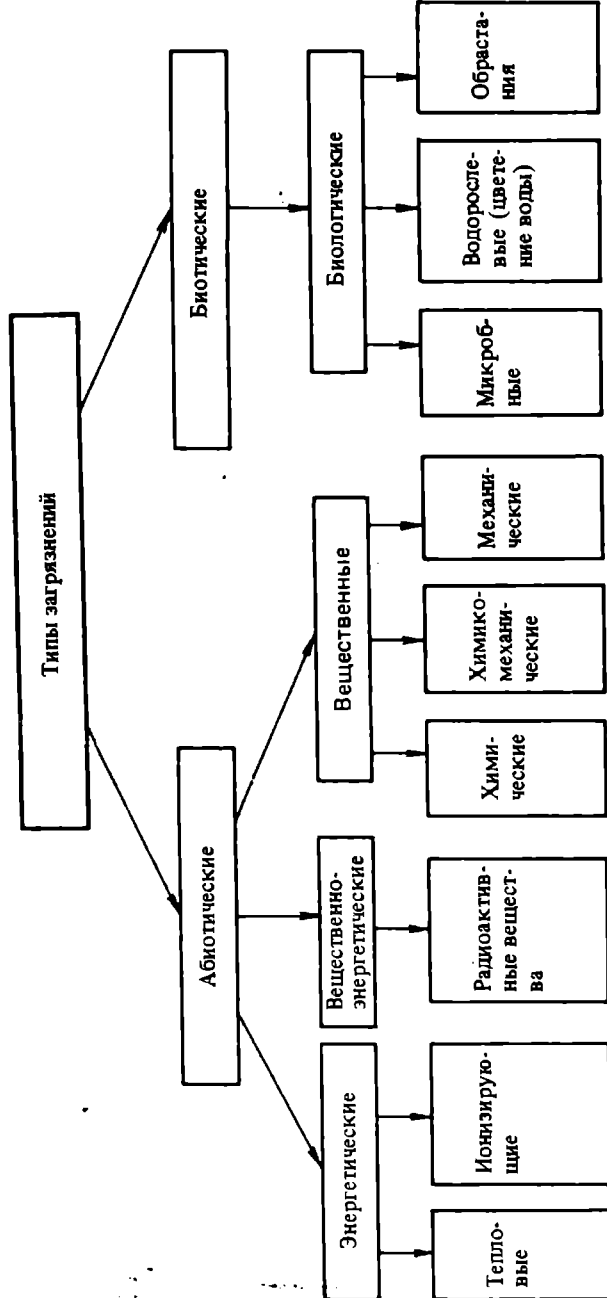 Типы загрязнений
Абиотические
Биотические
Энергетические
Вещественно-
энергетические
Вещественные
Биологические
Тепло-
вые
Ионизирую-
щие
Радиоактив-
ные вещест-
ва
Хими-
ческие
Химико-
механи-
ческие
Механи-
ческие
Микроб-
ные
Водоросле-
вые (цвете-
ние воды)
Обраста-
ния